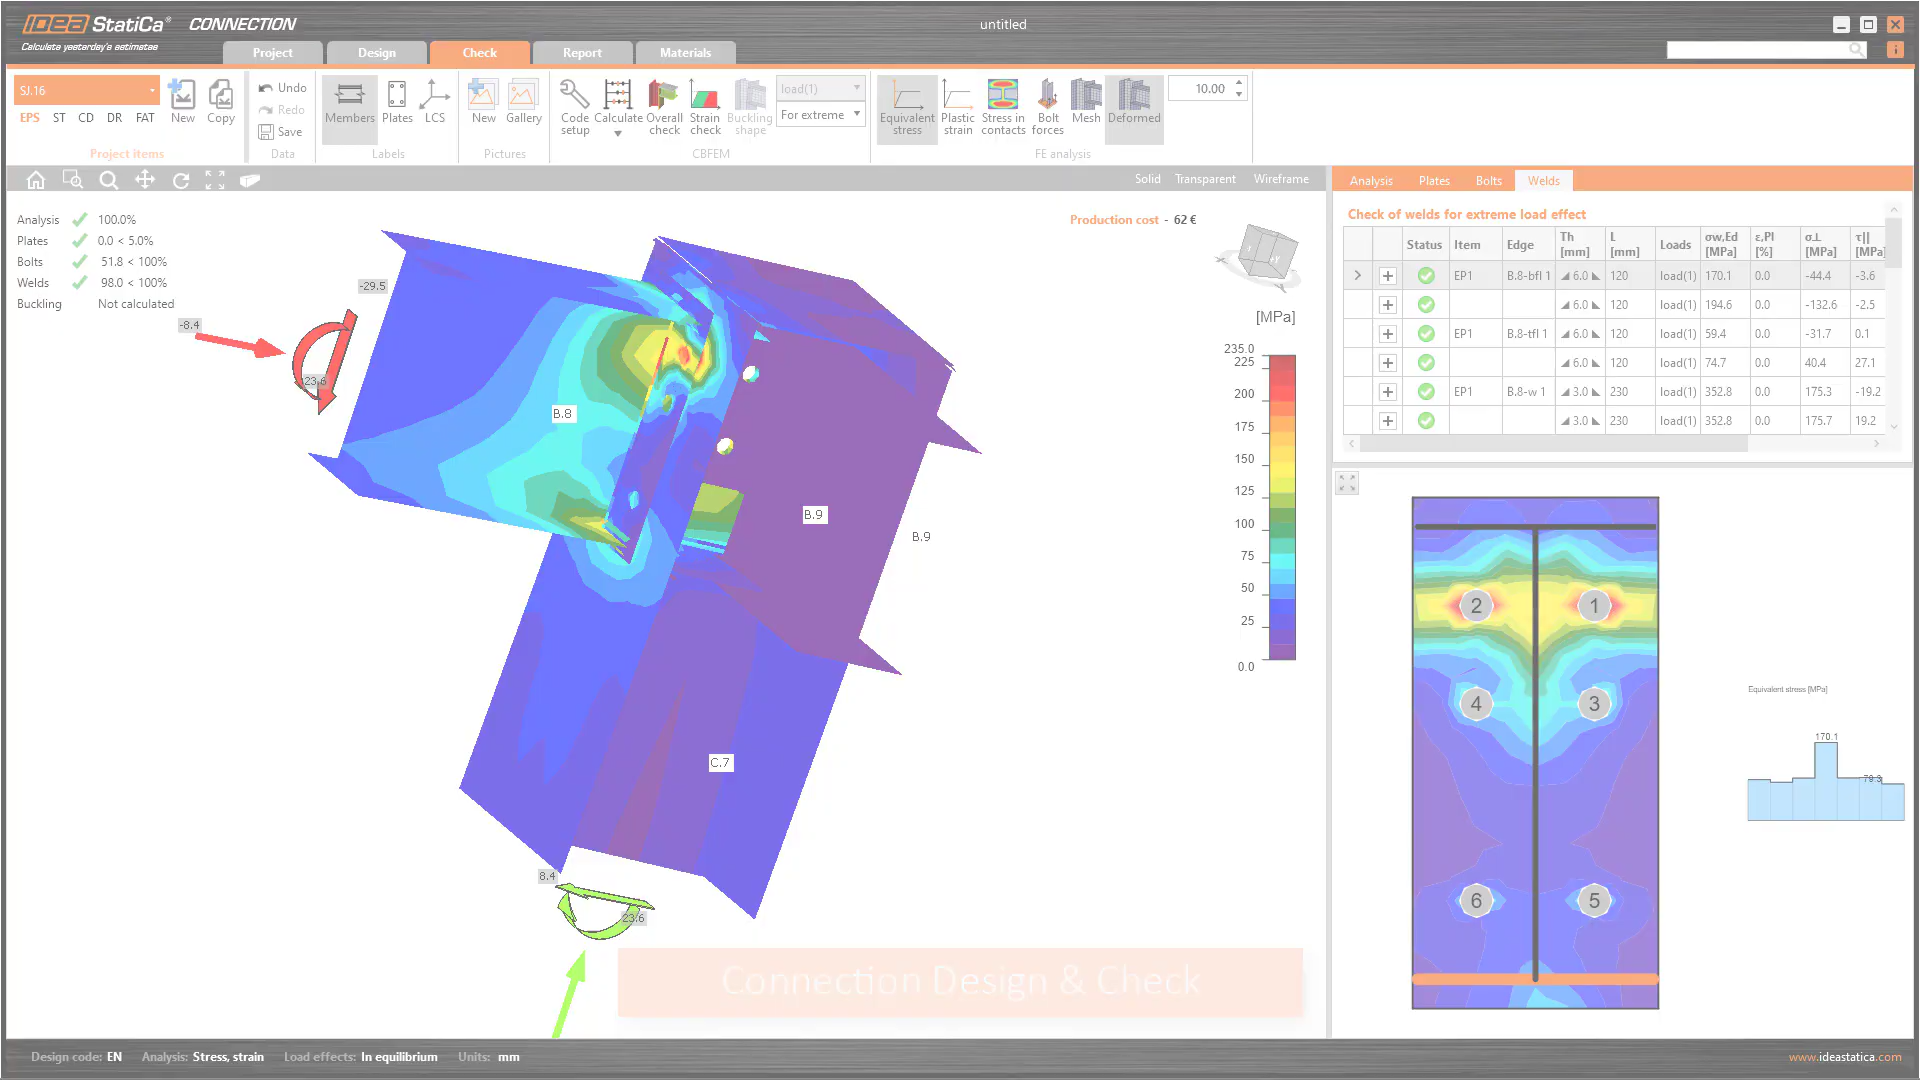 IDEA StatiCa® CONNECTION
Calculate yesterday's estimates
untitled
Project Design Check Report Materials
SJ.16
EPS ST CD DR FAT
New Copy
Project items
Undo
Redo
Save
Data
Members Plates LCS
Labels
New Gallery
Pictures
Code setup
Calculate
Overall check
Strain check
Buckling shape
load(1)
For extreme
CBFEM
Equivalent stress
Plastic strain
Stress in contacts
Bolt forces
Mesh
Deformed
10.00
FE analysis
Solid Transparent Wireframe
Analysis 100.0%
Plates 0.0 < 5.0%
Bolts 51.8 < 100%
Welds 98.0 < 100%
Buckling Not calculated
Production cost - 62 €
-29.5
-8.4
23.6
B.8
B.9
B.9
C.7
8.4
23.6
[MPa]
235.0
225
200
175
150
125
100
75
50
25
0.0
Analysis Plates Bolts Welds
Check of welds for extreme load effect
Status Item Edge Th [mm] L [mm] Loads σw,Ed [MPa] ε,Pl [%] σ⊥ [MPa] τ|| [MPa]
EP1 B.8-bfl 1 6.0 120 load(1) 170.1 0.0 -44.4 -3.6
6.0 120 load(1) 194.6 0.0 -132.6 -2.5
EP1 B.8-tfl 1 6.0 120 load(1) 59.4 0.0 -31.7 0.1
6.0 120 load(1) 74.7 0.0 40.4 27.1
EP1 B.8-w 1 3.0 230 load(1) 352.8 0.0 175.3 -19.2
3.0 230 load(1) 352.8 0.0 175.7 19.2
2 1
4 3
6 5
Equivalent stress [MPa]
170.1
79.3
Connection Design & Check
Design code: EN Analysis: Stress, strain Load effects: In equilibrium Units: mm
www.ideastatica.com